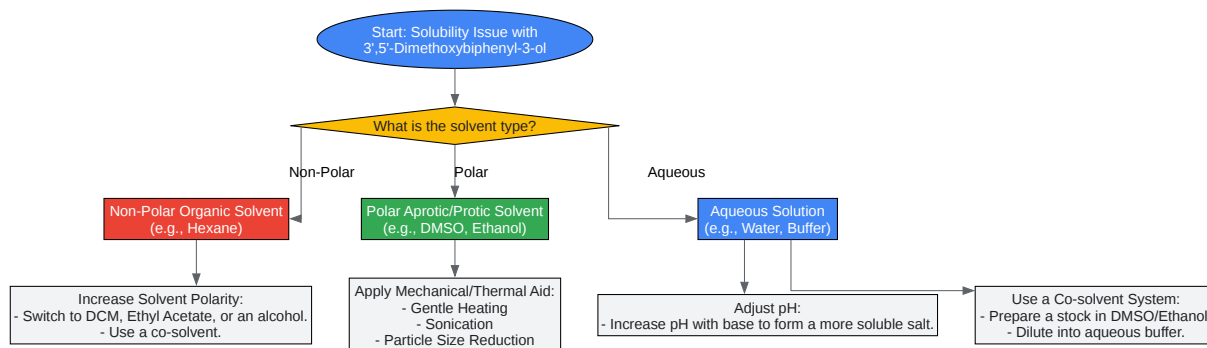 Start: Solubility Issue with
3',5'-Dimethoxybiphenyl-3-ol
What is the solvent type?
Non-Polar
Polar
Aqueous
Non-Polar Organic Solvent
(e.g., Hexane)
Polar Aprotic/Protic Solvent
(e.g., DMSO, Ethanol)
Aqueous Solution
(e.g., Water, Buffer)
Increase Solvent Polarity:
- Switch to DCM, Ethyl Acetate, or an alcohol.
- Use a co-solvent.
Apply Mechanical/Thermal Aid:
- Gentle Heating
- Sonication
- Particle Size Reduction
Adjust pH:
- Increase pH with base to form a more soluble salt.
Use a Co-solvent System:
- Prepare a stock in DMSO/Ethanol.
- Dilute into aqueous buffer.